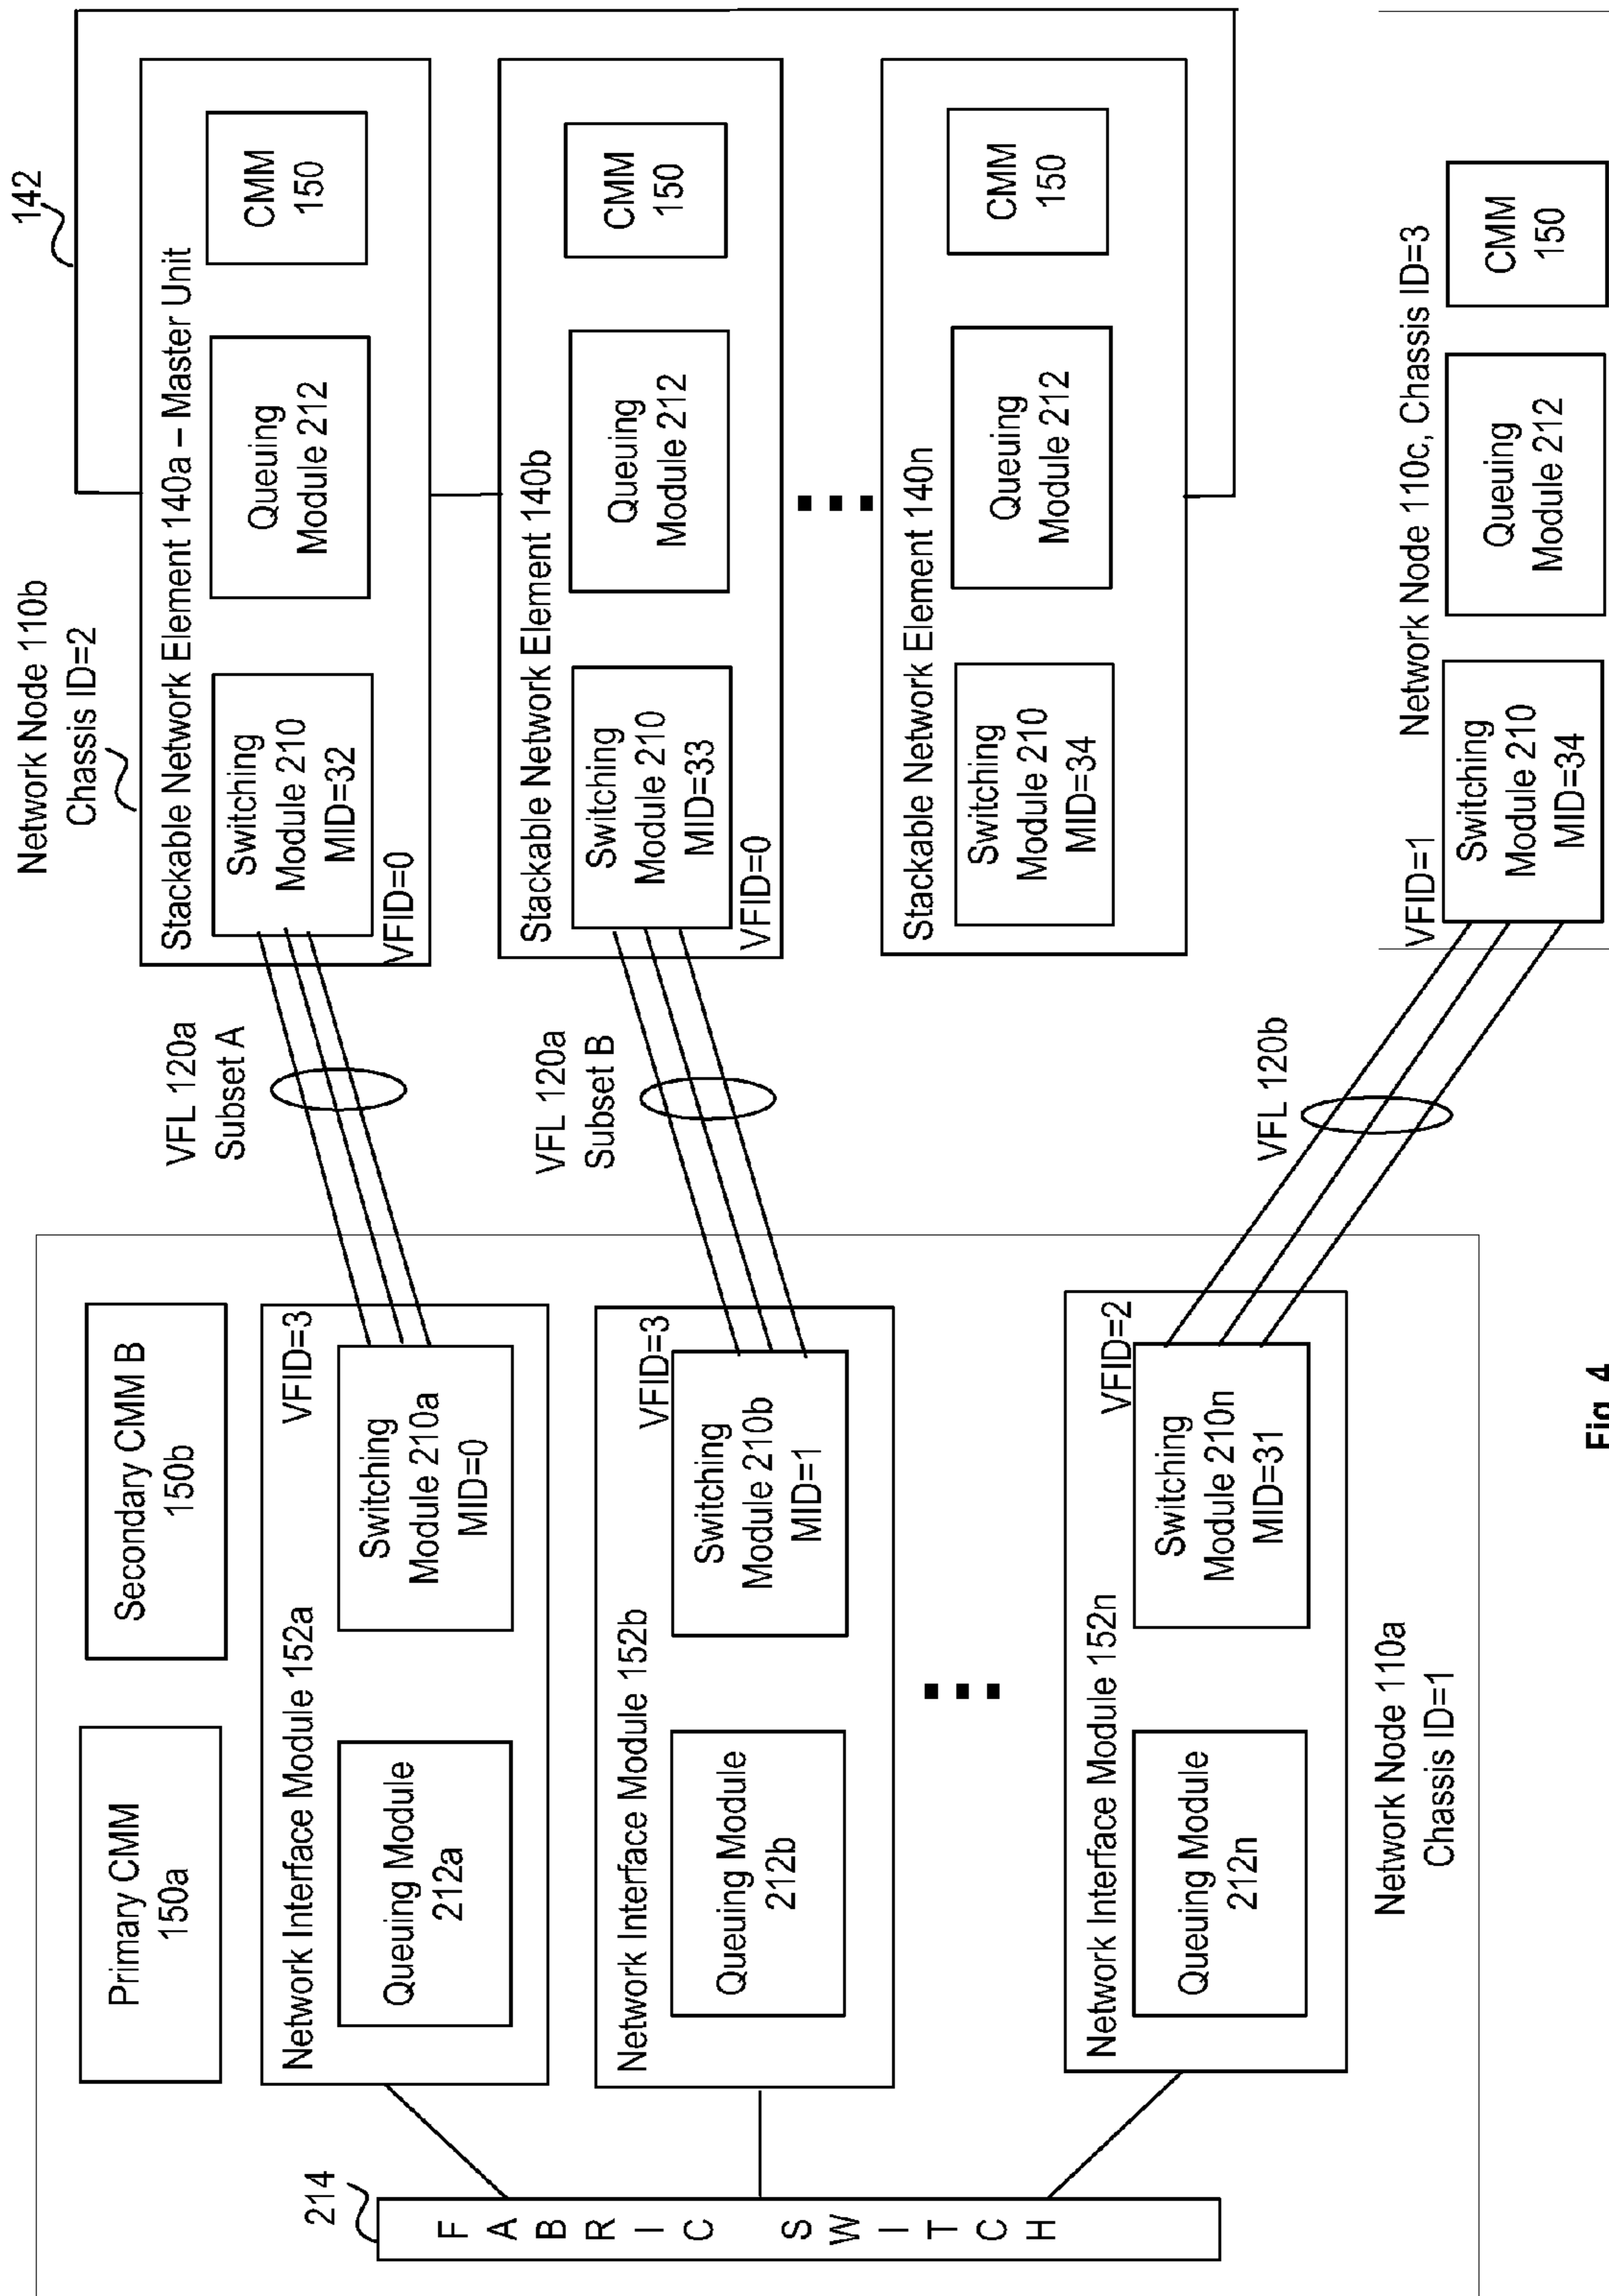 Primary CMM
150a
Secondary CMM B
150b
214
FABRIC SWITCH
Network Interface Module 152a
Queuing Module
212a
Switching
Module 210a
MID=0
VFID=3
Network Interface Module 152b
Queuing Module
212b
Switching
Module 210b
MID=1
VFID=3
Network Interface Module 152n
Queuing Module
212n
Switching
Module 210n
MID=31
VFID=2
Network Node 110a
Chassis ID=1
VFL 120a
Subset A
VFL 120a
Subset B
VFL 120b
Network Node 110b
Chassis ID=2
142
Stackable Network Element 140a – Master Unit
Switching
Module 210
MID=32
VFID=0
Queuing
Module 212
CMM
150
Stackable Network Element 140b
Switching
Module 210
MID=33
VFID=0
Queuing
Module 212
CMM
150
Stackable Network Element 140n
Switching
Module 210
MID=34
Queuing
Module 212
CMM
150
Network Node 110c, Chassis ID=3
VFID=1
Switching
Module 210
MID=34
Queuing
Module 212
CMM
150
Fig. 4